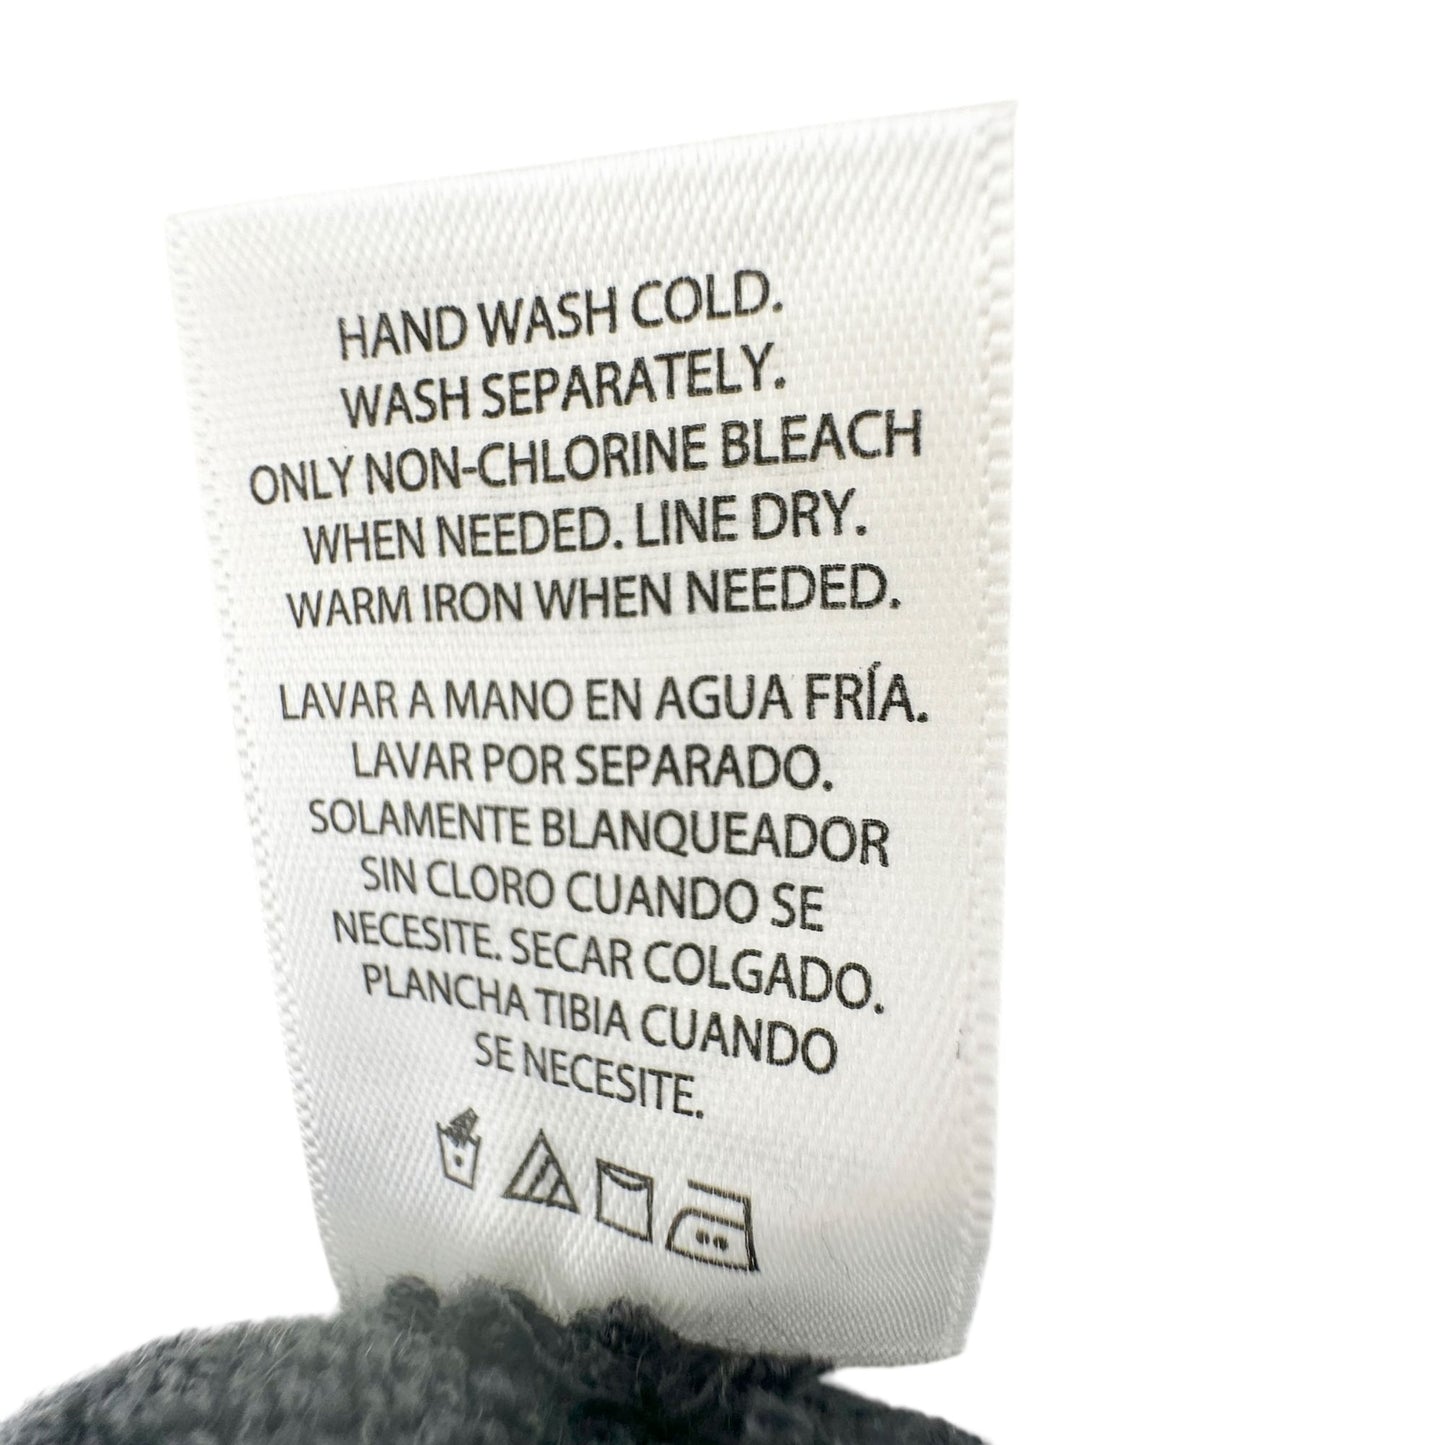 HAND WASH COLD.
WASH SEPARATELY.
ONLY NON-CHLORINE BLEACH
WHEN NEEDED. LINE DRY.
WARM IRON WHEN NEEDED.
LAVAR A MANO EN AGUA FRÍA.
LAVAR POR SEPARADO.
SOLAMENTE BLANQUEADOR
SIN CLORO CUANDO SE
NECESITE. SECAR COLGADO.
PLANCHA TIBIA CUANDO
SE NECESITE.